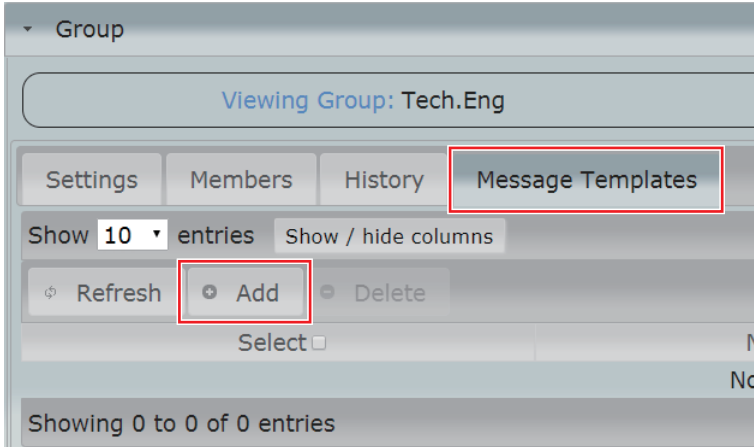 Group
Viewing Group: Tech.Eng
Settings Members History Message Templates
Show 10 entries Show / hide columns
Refresh Add Delete
Select
Showing 0 to 0 of 0 entries